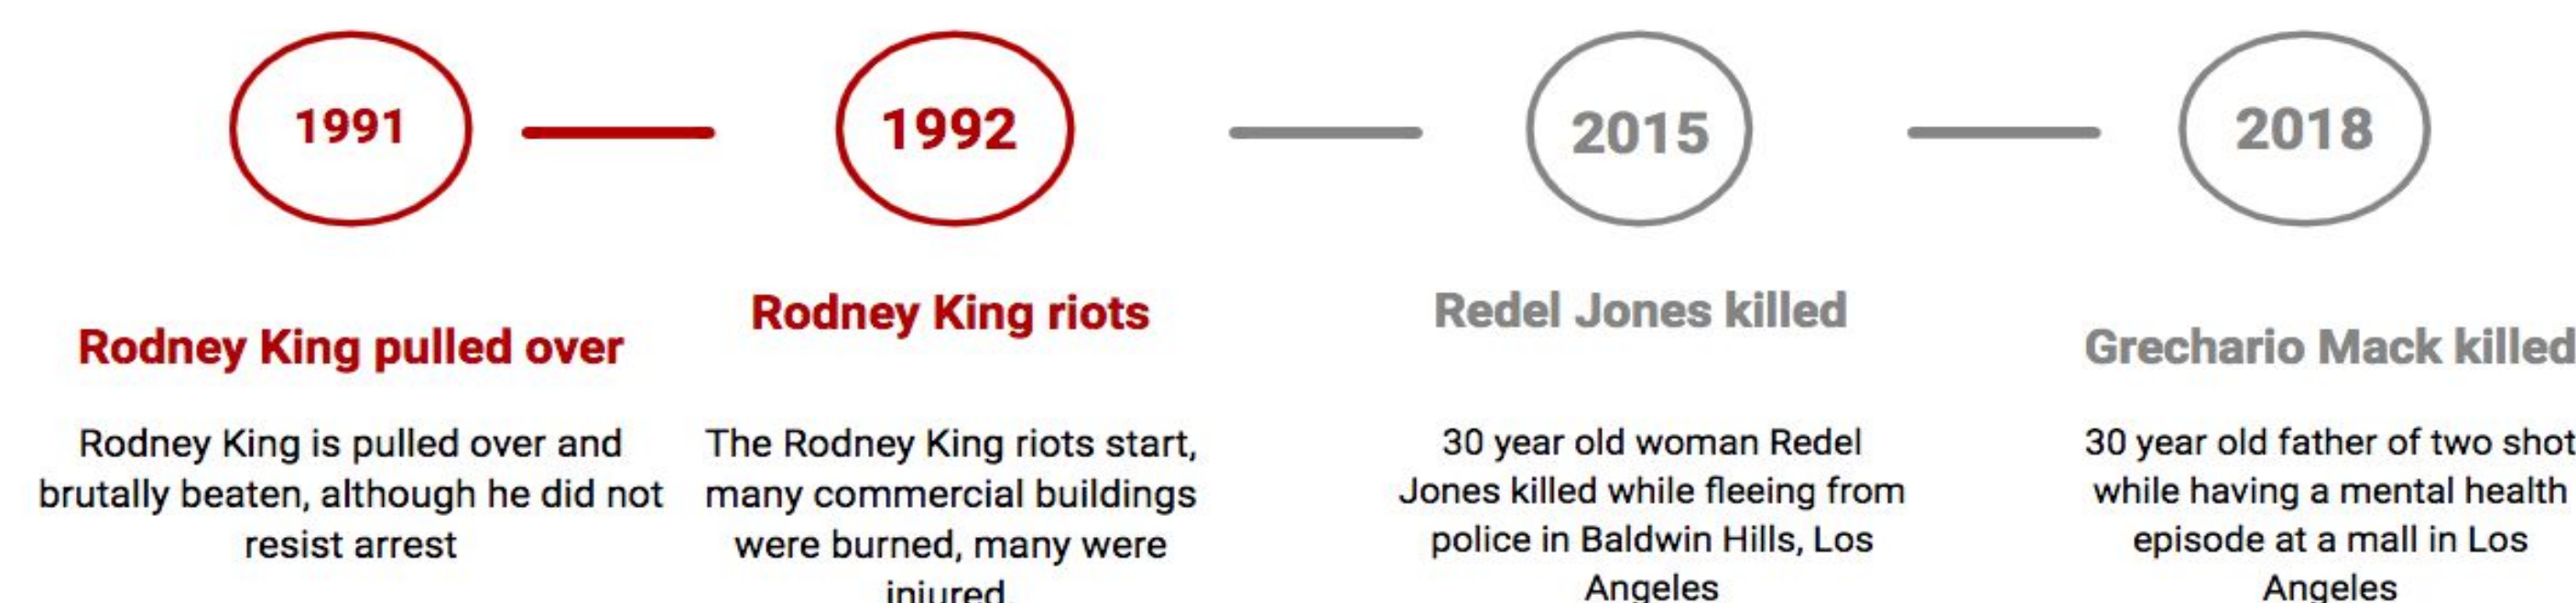 1991
1992
2015
2018
Rodney King pulled over
Rodney King riots
Redel Jones killed
Grechario Mack killed
Rodney King is pulled over and
brutally beaten, although he did not
resist arrest
The Rodney King riots start,
many commercial buildings
were burned, many were
injured.
30 year old woman Redel
Jones killed while fleeing from
police in Baldwin Hills, Los
Angeles
30 year old father of two shot
while having a mental health
episode at a mall in Los
Angeles